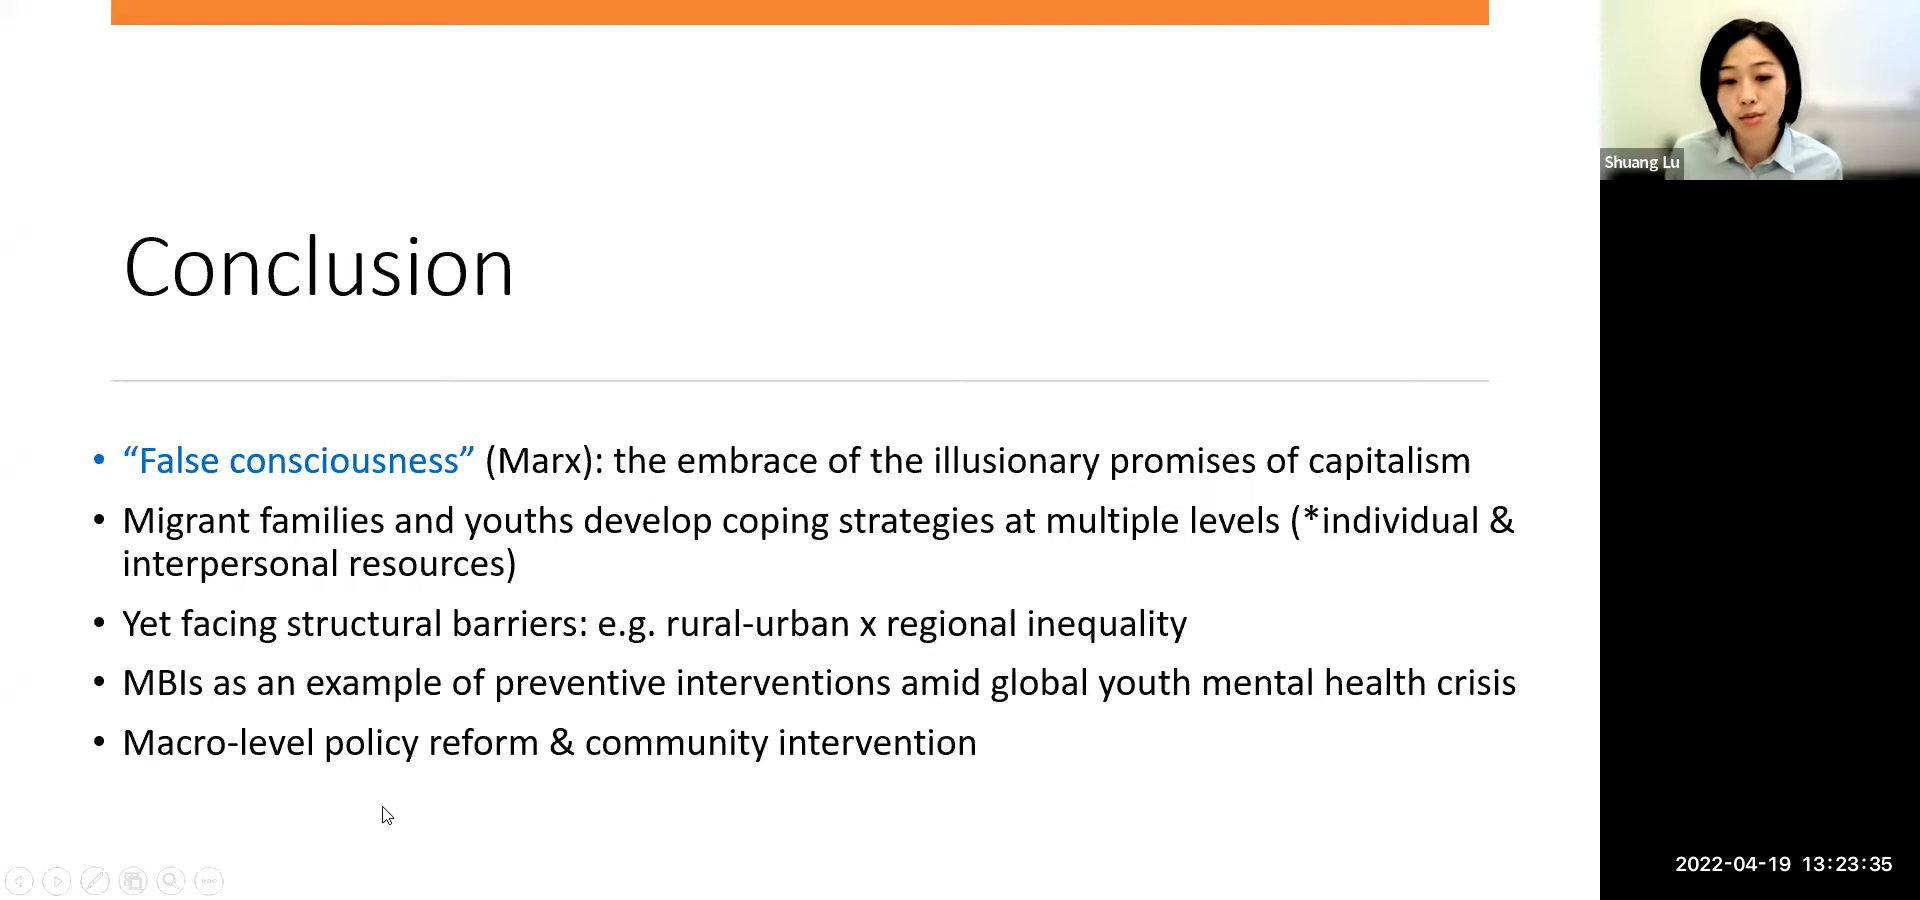 Conclusion
• “False consciousness” (Marx): the embrace of the illusionary promises of capitalism
• Migrant families and youths develop coping strategies at multiple levels (*individual &
interpersonal resources)
• Yet facing structural barriers: e.g. rural-urban x regional inequality
• MBIs as an example of preventive interventions amid global youth mental health crisis
• Macro-level policy reform & community intervention
Shuang Lu
2022-04-19 13:23:35